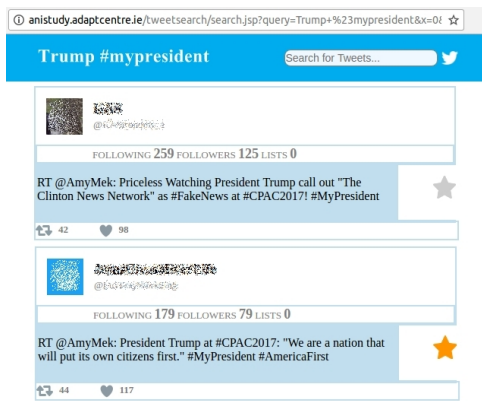 anistudy.adaptcentre.ie/tweetsearch/search.jsp?query=Trump+%23mypresident&x=0&
Trump #mypresident
Search for Tweets...
FOLLOWING 259 FOLLOWERS 125 LISTS 0
RT @AmyMek: Priceless Watching President Trump call out "The
Clinton News Network" as #FakeNews at #CPAC2017! #MyPresident
42 98
FOLLOWING 179 FOLLOWERS 79 LISTS 0
RT @AmyMek: President Trump at #CPAC2017: "We are a nation that
will put its own citizens first." #MyPresident #AmericaFirst
44 117